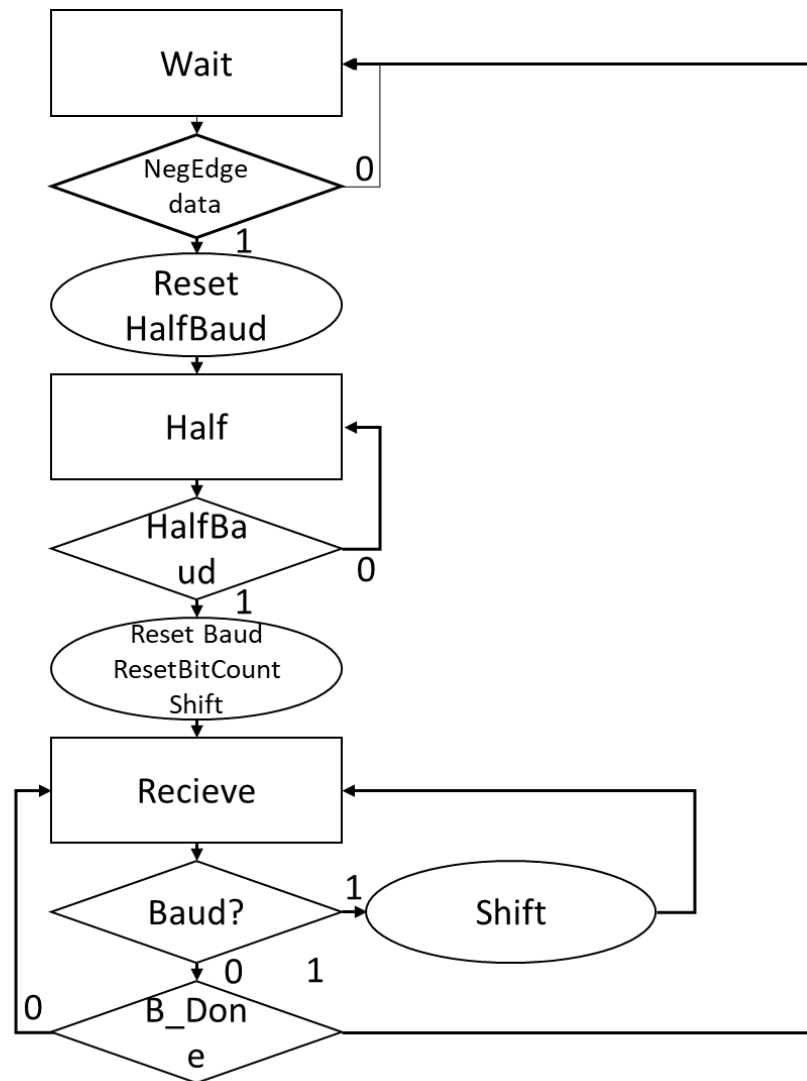 Wait
NegEdge
data
0
1
Reset
HalfBaud
Half
HalfBa
ud
0
1
Reset Baud
ResetBitCount
Shift
Recieve
Baud?
1
Shift
0
1
0
B_Don
e